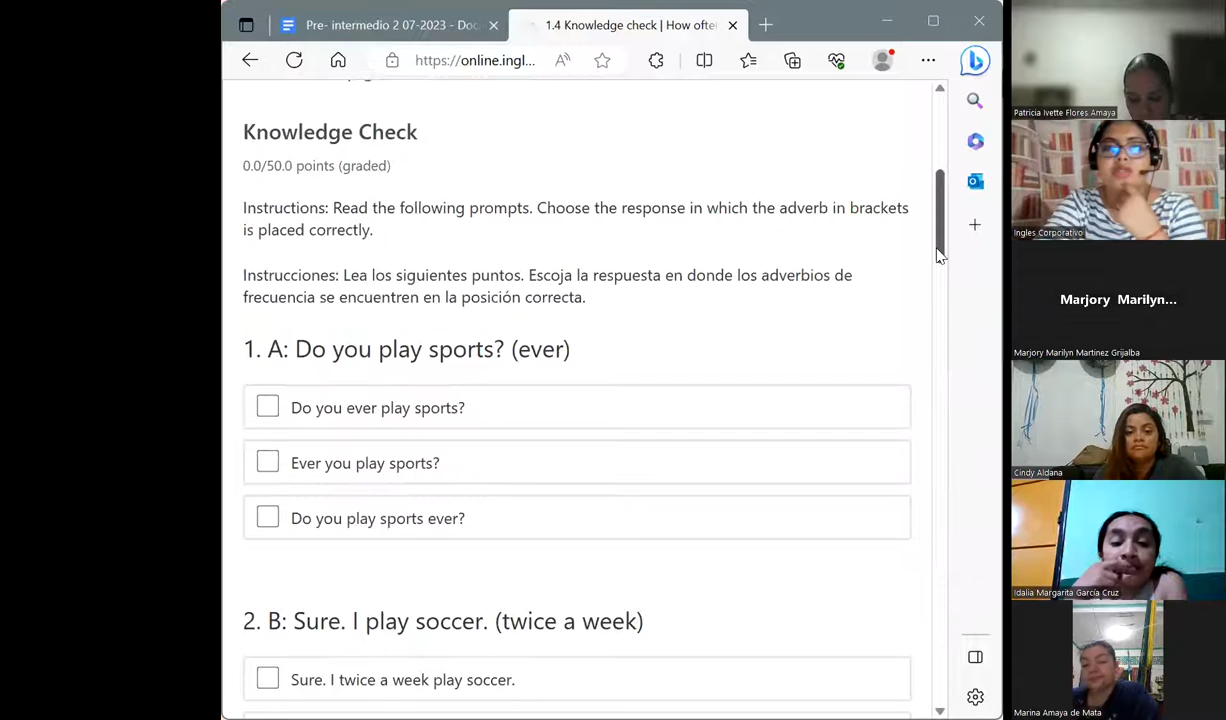 Pre- intermedio 2 07-2023 - Doc
1.4 Knowledge check | How ofte
https://online.ingl...
Knowledge Check
0.0/50.0 points (graded)
Instructions: Read the following prompts. Choose the response in which the adverb in brackets
is placed correctly.
Instrucciones: Lea los siguientes puntos. Escoja la respuesta en donde los adverbios de
frecuencia se encuentren en la posición correcta.
1. A: Do you play sports? (ever)
Do you ever play sports?
Ever you play sports?
Do you play sports ever?
2. B: Sure. I play soccer. (twice a week)
Sure. I twice a week play soccer.
Patricia Ivette Flores Amaya
Ingles Corporativo
Marjory Marilyn...
Marjory Marilyn Martinez Grijalba
Cindy Aldana
Idalia Margarita García Cruz
Marina Amaya de Mata